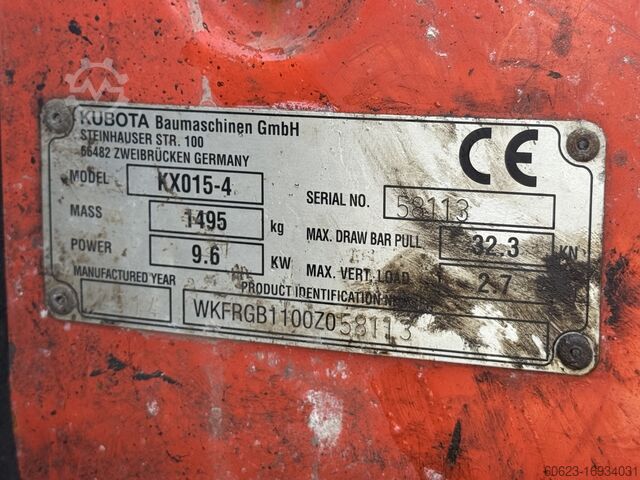 KUBOTA Baumaschinen GmbH
STEINHAUSER STR. 100
66482 ZWEIBRÜCKEN GERMANY
CE
MODEL KX015-4
SERIAL NO. 58113
MASS 1495 kg
MAX. DRAW BAR PULL 32.3 KN
POWER 9.6 KW
MAX. VERT. LOAD 2.7
MANUFACTURED YEAR
PRODUCT IDENTIFICATION
WKFRGB1100Z058113
60623-16934031